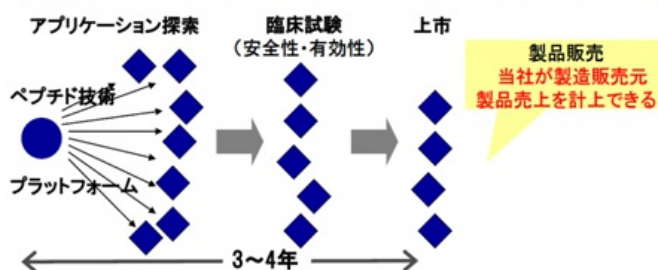 アプリケーション探索
臨床試験
（安全性・有効性）
上市
製品販売
当社が製造販売元
製品売上を計上できる
ペプチド技術
プラットフォーム
3～4年